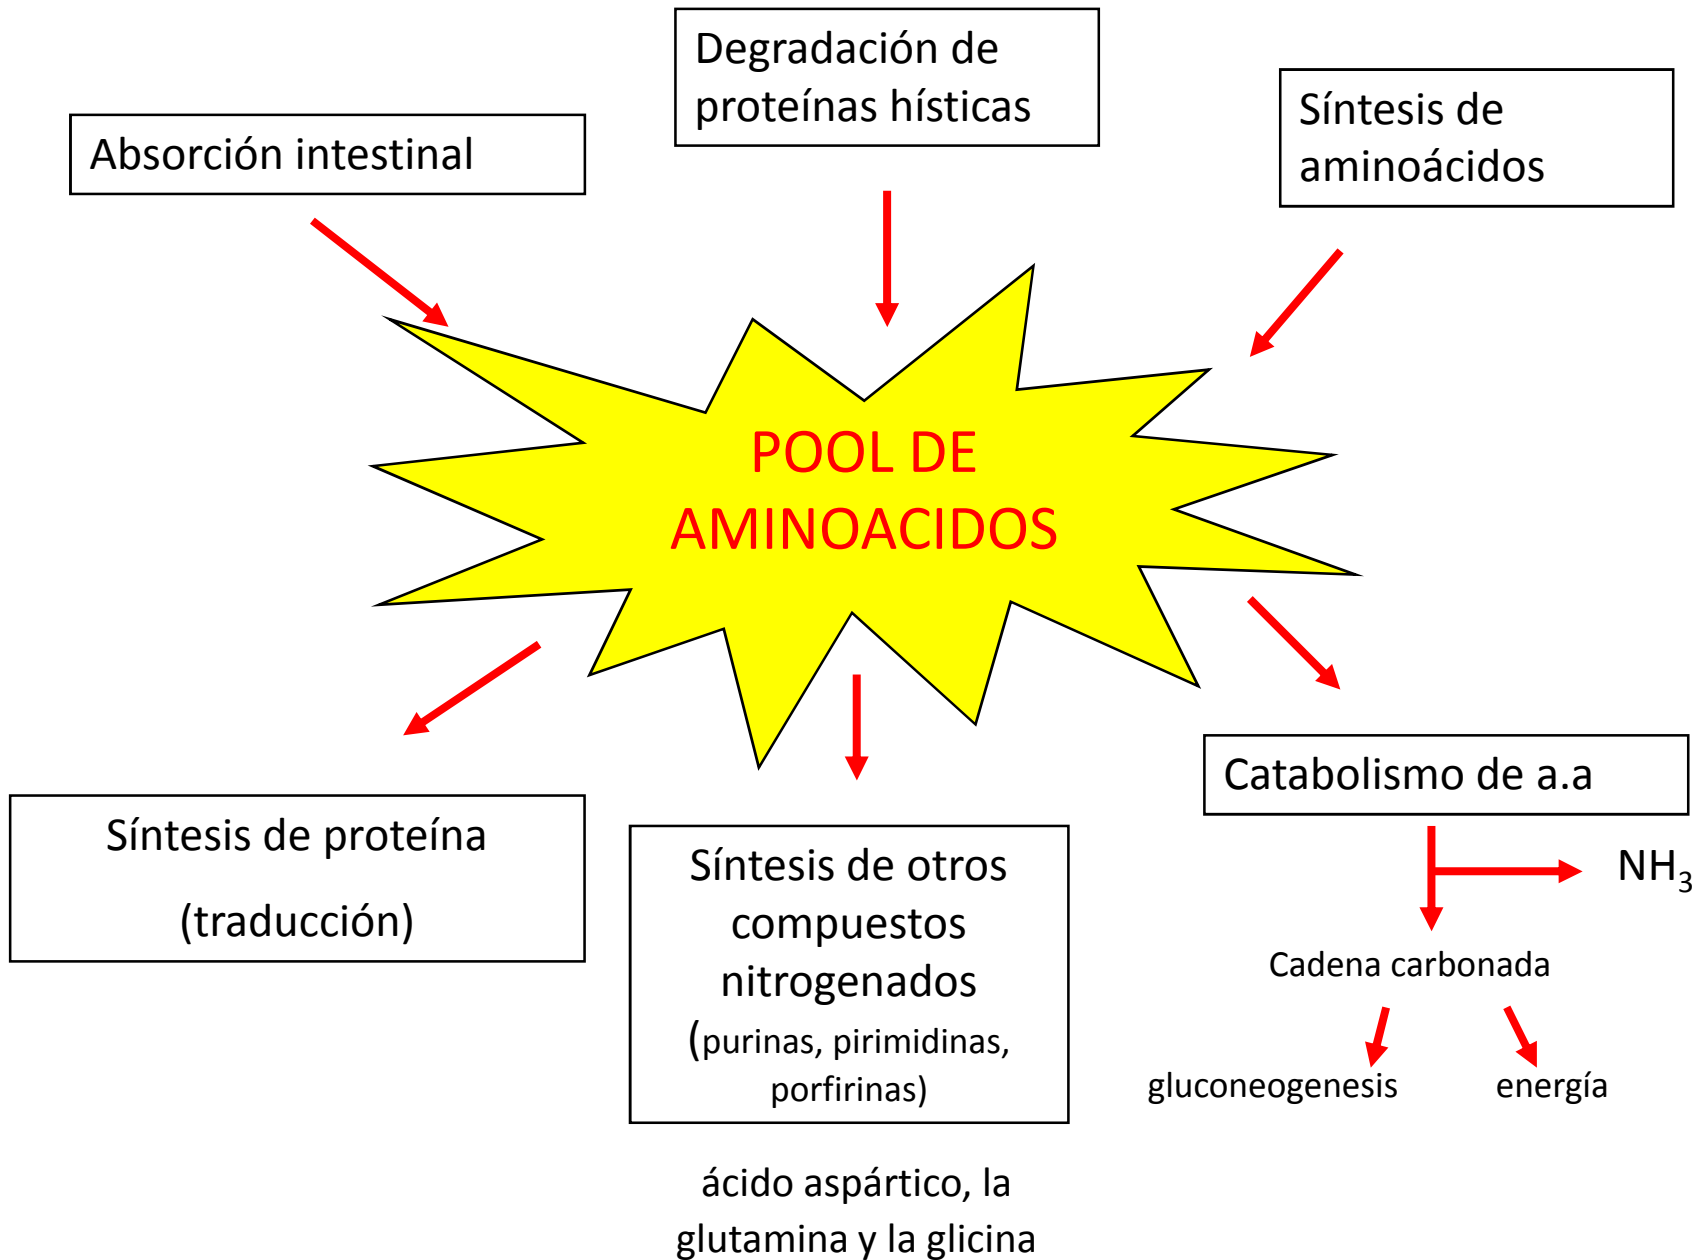 Degradación de
proteínas hísticas
Absorción intestinal
Síntesis de
aminoácidos
POOL DE
AMINOACIDOS
Síntesis de proteína
(traducción)
Síntesis de otros
compuestos
nitrogenados
(purinas, pirimidinas,
porfirinas)
ácido aspártico, la
glutamina y la glicina
Catabolismo de a.a
NH₃
Cadena carbonada
gluconeogenesis
energía